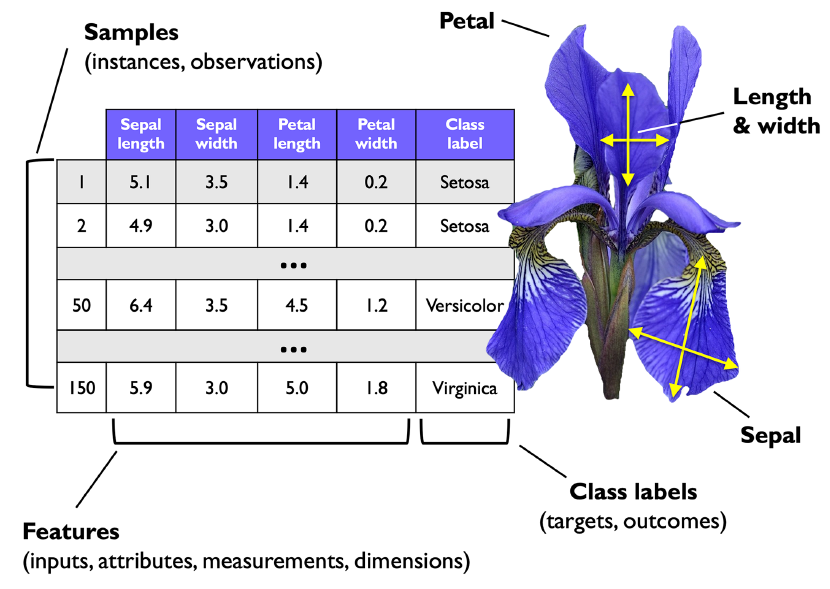 Samples
(instances, observations)
Petal
Length
& width
Sepal length Sepal width Petal length Petal width Class label
1 5.1 3.5 1.4 0.2 Setosa
2 4.9 3.0 1.4 0.2 Setosa
...
50 6.4 3.5 4.5 1.2 Versicolor
...
150 5.9 3.0 5.0 1.8 Virginica
Sepal
Features
(inputs, attributes, measurements, dimensions)
Class labels
(targets, outcomes)